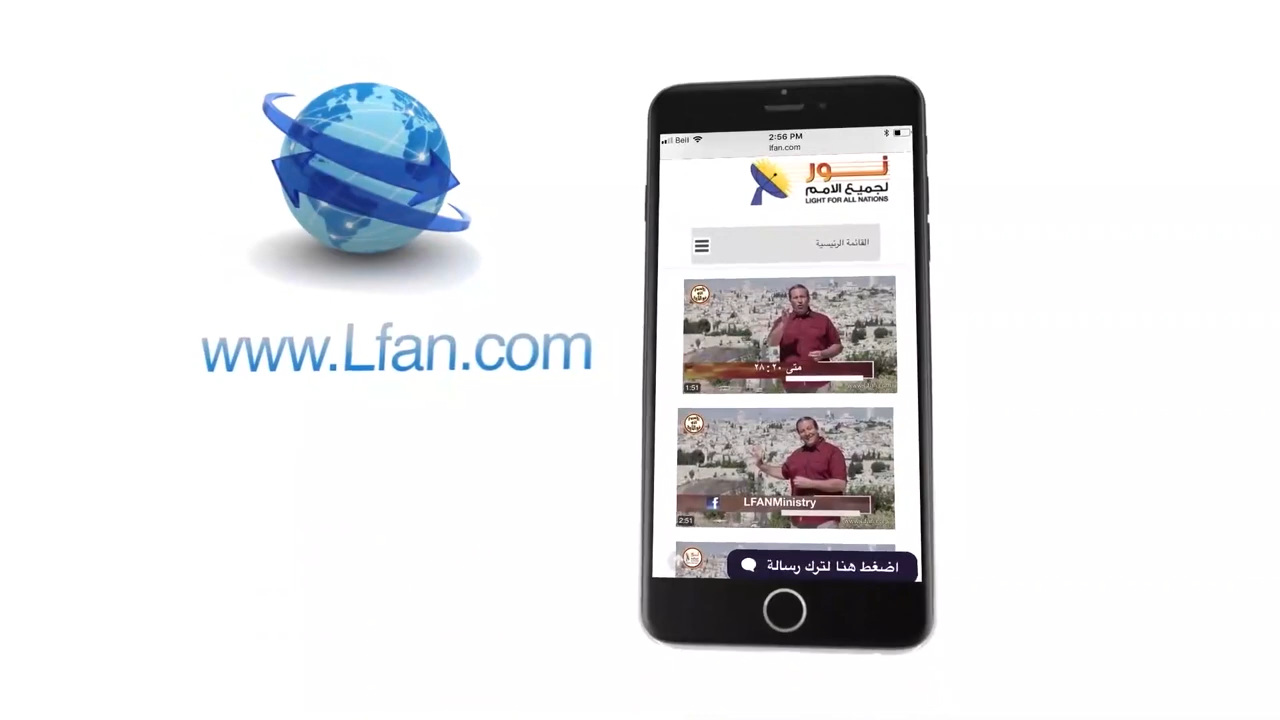 www.Lfan.com
Bell
2:56 PM
lfan.com
نور
لجميع الامم
LIGHT FOR ALL NATIONS
القائمة الرئيسية
متى ٢٠ : ٢٨
1:51
LFANMinistry
2:51
اضغط هنا لترك رسالة